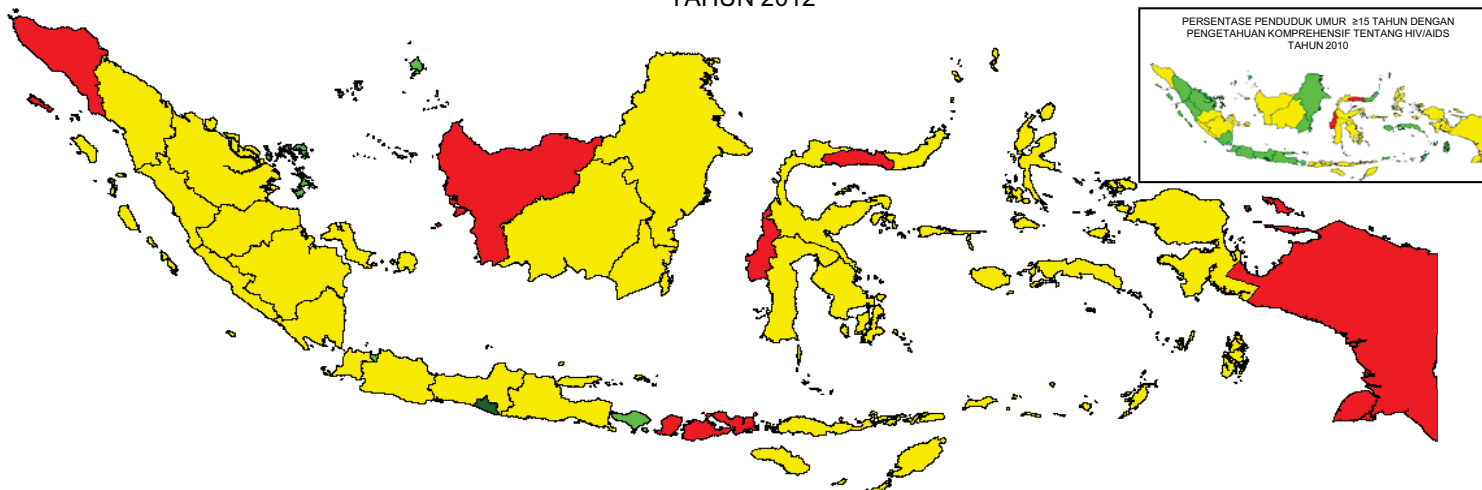 TAHUN 2012
PERSENTASE PENDUDUK UMUR ≥15 TAHUN DENGAN
PENGETAHUAN KOMPREHENSIF TENTANG HIV/AIDS
TAHUN 2010